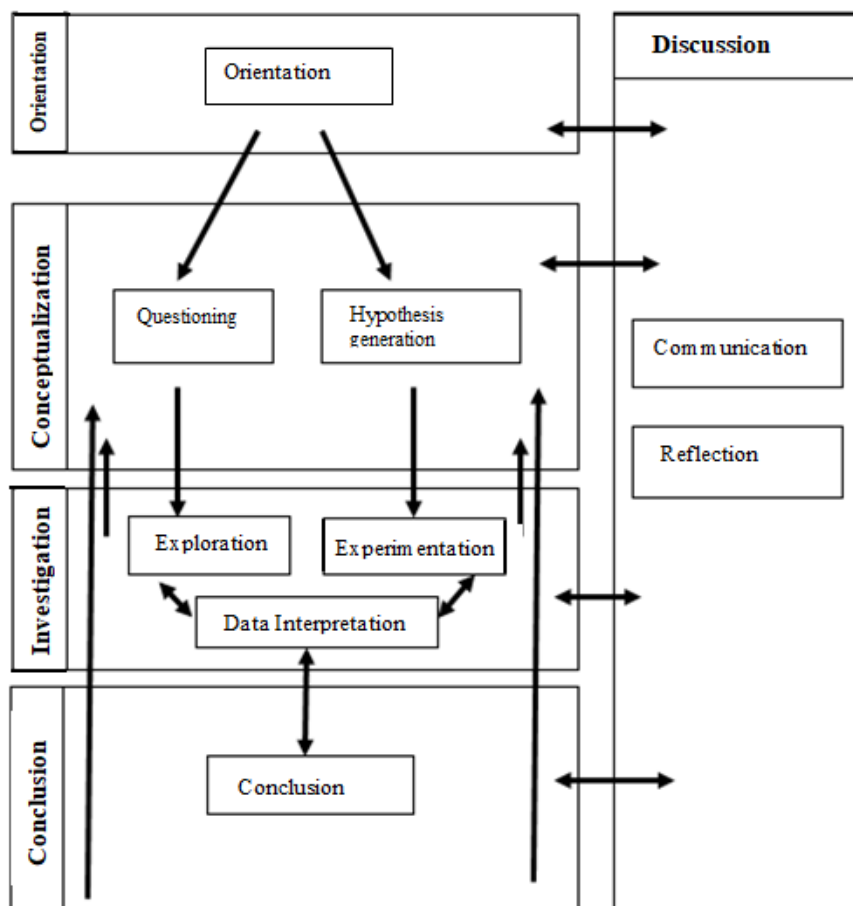 Orientation
Orientation
Discussion
Conceptualization
Questioning
Hypothesis
generation
Communication
Reflection
Investigation
Exploration
Experimentation
Data Interpretation
Conclusion
Conclusion